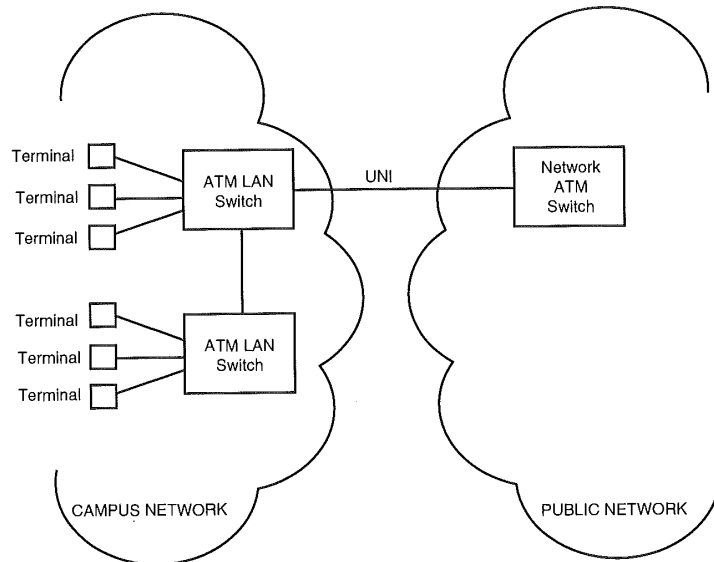 Terminal
Terminal
Terminal
ATM LAN
Switch
UNI
Network
ATM
Switch
Terminal
Terminal
Terminal
ATM LAN
Switch
CAMPUS NETWORK
PUBLIC NETWORK